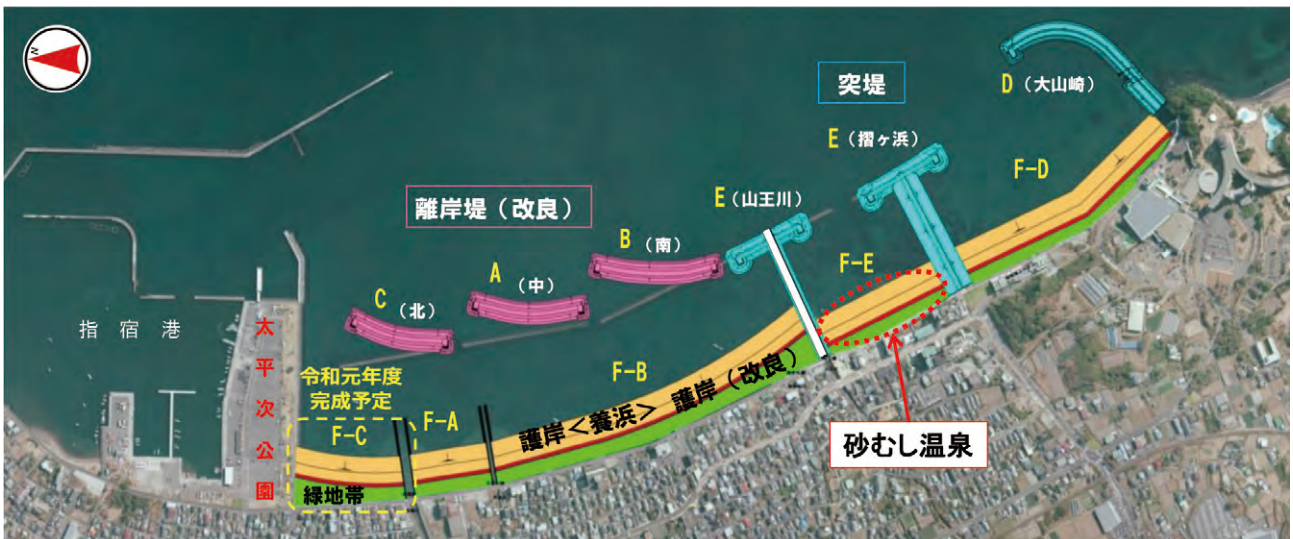 N
突堤
D（大山崎）
E（摺ヶ浜）
F-D
離岸堤（改良）
E（山王川）
B（南）
F-E
A（中）
C（北）
指宿港
太平次公園
令和元年度
完成予定
F-C
F-A
F-B
護岸<養浜> 護岸（改良）
砂むし温泉
緑地帯